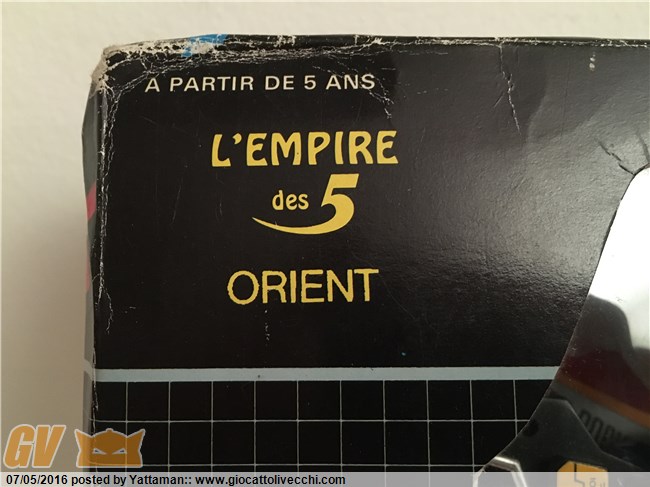 A PARTIR DE 5 ANS
L'EMPIRE
des 5
ORIENT
GV
07/05/2016 posted by Yattaman:: www.giocattolivecchi.com